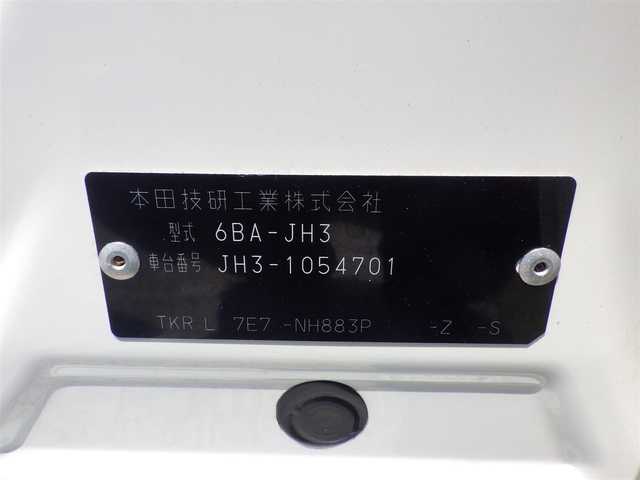 本田技研工業株式会社
型式 6BA-JH3
車台番号 JH3-1054701
TKR L 7E7 -NH883P -Z -S